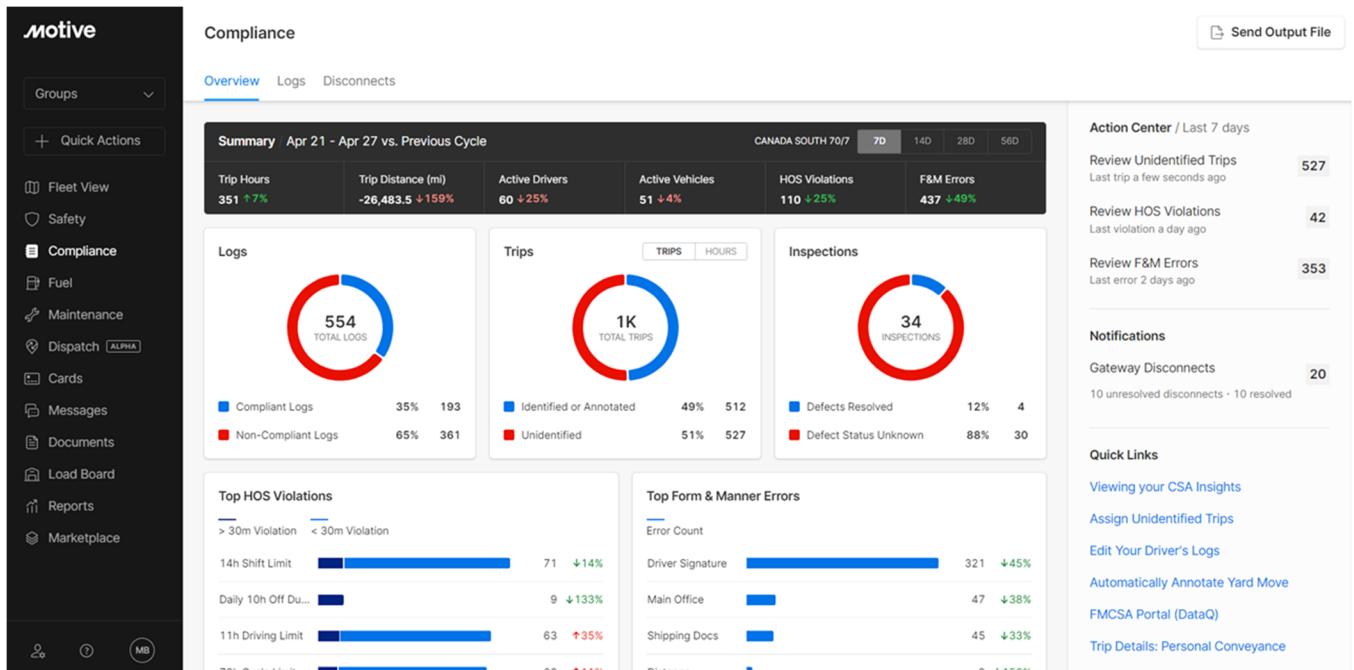 motive
Groups
Quick Actions
Fleet View
Safety
Compliance
Fuel
Maintenance
Dispatch ALPHA
Cards
Messages
Documents
Load Board
Reports
Marketplace
MB
Compliance
Send Output File
Overview Logs Disconnects
Summary / Apr 21 - Apr 27 vs. Previous Cycle
CANADA SOUTH 70/7 7D 14D 28D 56D
Trip Hours
351 ↑7%
Trip Distance (mi)
-26,483.5 ↓159%
Active Drivers
60 ↓25%
Active Vehicles
51 ↓4%
HOS Violations
110 ↓25%
F&M Errors
437 ↓49%
Logs
554
TOTAL LOGS
Compliant Logs 35% 193
Non-Compliant Logs 65% 361
Trips TRIPS HOURS
1K
TOTAL TRIPS
Identified or Annotated 49% 512
Unidentified 51% 527
Inspections
34
INSPECTIONS
Defects Resolved 12% 4
Defect Status Unknown 88% 30
Top HOS Violations
> 30m Violation < 30m Violation
14h Shift Limit 71 ↓14%
Daily 10h Off Du... 9 ↓133%
11h Driving Limit 63 ↑35%
Top Form & Manner Errors
Error Count
Driver Signature 321 ↓45%
Main Office 47 ↓38%
Shipping Docs 45 ↓33%
Action Center / Last 7 days
Review Unidentified Trips 527
Last trip a few seconds ago
Review HOS Violations 42
Last violation a day ago
Review F&M Errors 353
Last error 2 days ago
Notifications
Gateway Disconnects 20
10 unresolved disconnects · 10 resolved
Quick Links
Viewing your CSA Insights
Assign Unidentified Trips
Edit Your Driver's Logs
Automatically Annotate Yard Move
FMCSA Portal (DataQ)
Trip Details: Personal Conveyance